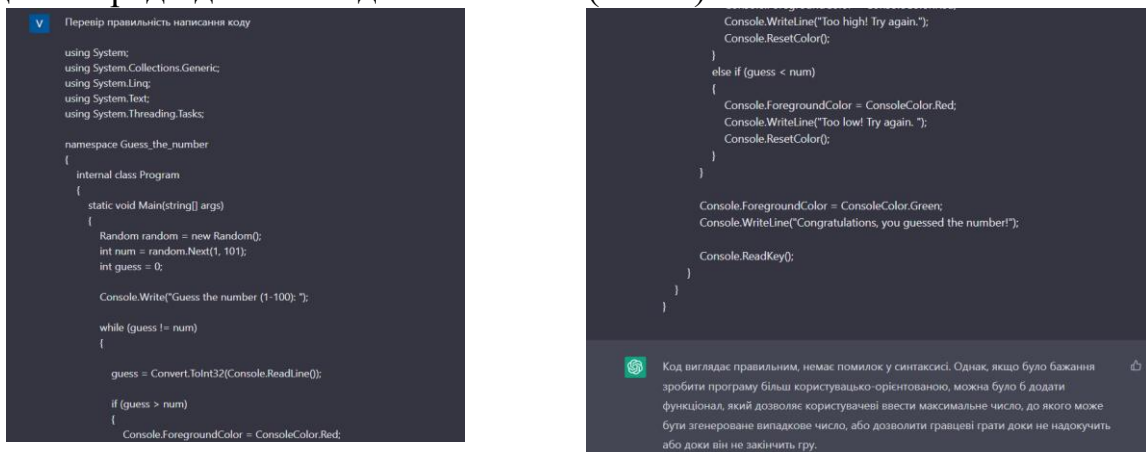 V
Перевір правильність написання коду
using System;
using System.Collections.Generic;
using System.Linq;
using System.Text;
using System.Threading.Tasks;
namespace Guess_the_number
{
internal class Program
{
static void Main(string[] args)
{
Random random = new Random();
int num = random.Next(1, 101);
int guess = 0;
Console.Write("Guess the number (1-100): ");
while (guess != num)
{
guess = Convert.ToInt32(Console.ReadLine());
if (guess > num)
{
Console.ForegroundColor = ConsoleColor.Red;
Console.WriteLine("Too high! Try again.");
Console.ResetColor();
}
else if (guess < num)
{
Console.ForegroundColor = ConsoleColor.Red;
Console.WriteLine("Too low! Try again. ");
Console.ResetColor();
}
}
Console.ForegroundColor = ConsoleColor.Green;
Console.WriteLine("Congratulations, you guessed the number!");
Console.ReadKey();
}
}
}
Код виглядає правильним, немає помилок у синтаксисі. Однак, якщо було бажання
зробити програму більш користувацько-орієнтованою, можна було б додати
функціонал, який дозволяє користувачеві ввести максимальне число, до якого може
бути згенероване випадкове число, або дозволити гравцеві грати доки не надокучить
або доки він не закінчить гру.